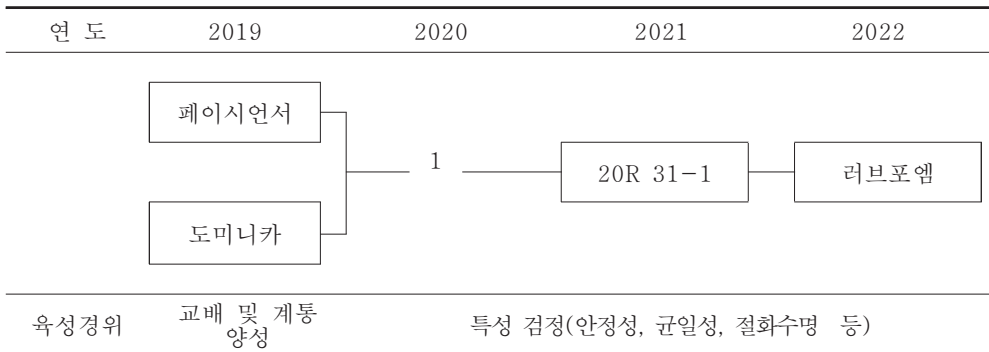 연 도 2019 2020 2021 2022
페이시언서
1
20R 31-1
러브포엠
도미니카
육성경위 교배 및 계통 양성 특성 검정(안정성, 균일성, 절화수명 등)